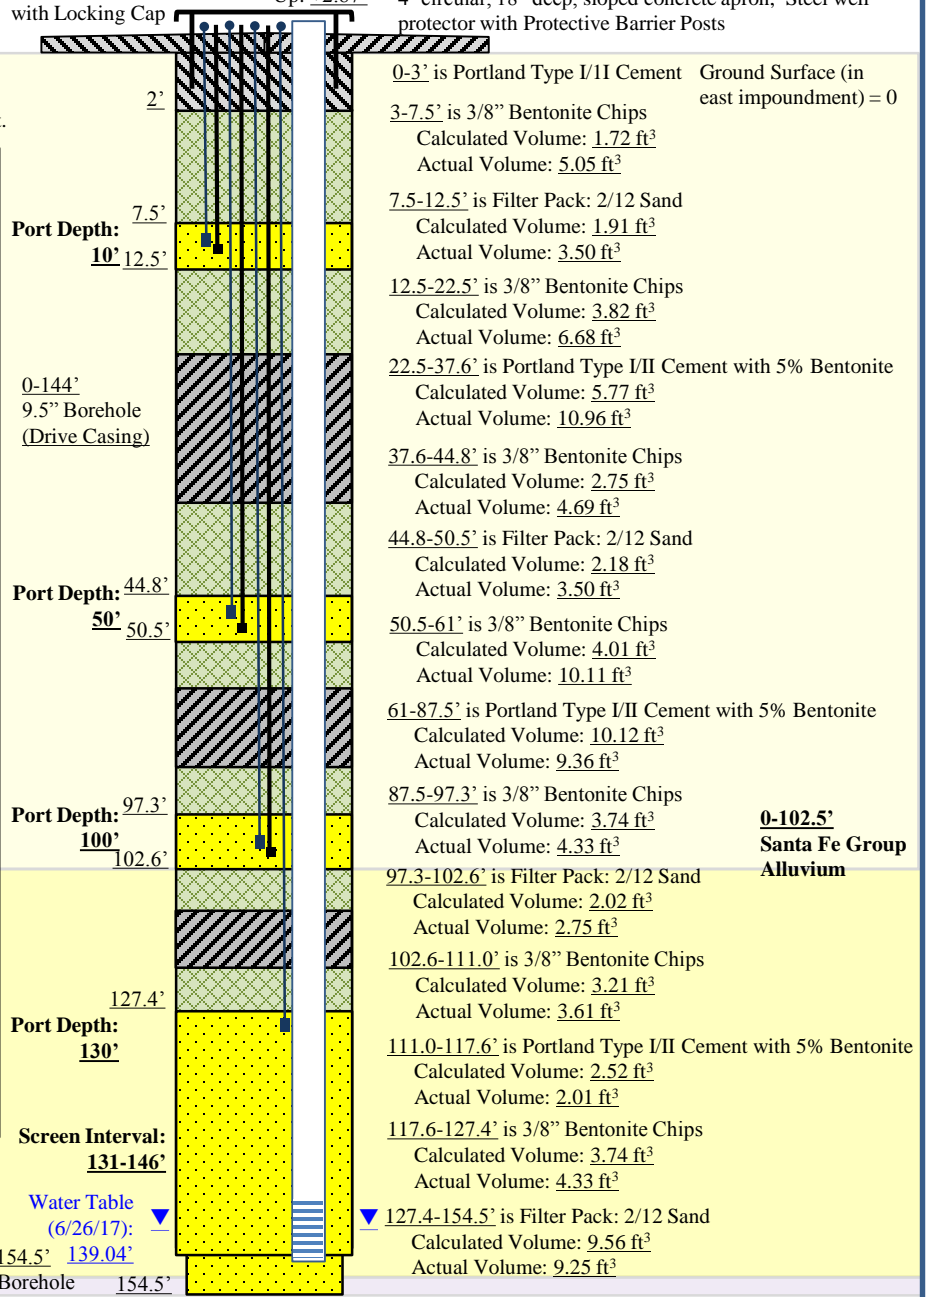 with Locking Cap
4" circular, 18" deep, sloped concrete apron, Steel well
protector with Protective Barrier Posts
0-3' is Portland Type I/1I Cement
Ground Surface (in
east impoundment) = 0
2'
3-7.5' is 3/8" Bentonite Chips
Calculated Volume: 1.72 ft³
Actual Volume: 5.05 ft³
7.5'
Port Depth:
10'
12.5'
7.5-12.5' is Filter Pack: 2/12 Sand
Calculated Volume: 1.91 ft³
Actual Volume: 3.50 ft³
12.5-22.5' is 3/8" Bentonite Chips
Calculated Volume: 3.82 ft³
Actual Volume: 6.68 ft³
0-144'
9.5" Borehole
(Drive Casing)
22.5-37.6' is Portland Type I/II Cement with 5% Bentonite
Calculated Volume: 5.77 ft³
Actual Volume: 10.96 ft³
37.6-44.8' is 3/8" Bentonite Chips
Calculated Volume: 2.75 ft³
Actual Volume: 4.69 ft³
44.8'
Port Depth:
50'
50.5'
44.8-50.5' is Filter Pack: 2/12 Sand
Calculated Volume: 2.18 ft³
Actual Volume: 3.50 ft³
50.5-61' is 3/8" Bentonite Chips
Calculated Volume: 4.01 ft³
Actual Volume: 10.11 ft³
61-87.5' is Portland Type I/II Cement with 5% Bentonite
Calculated Volume: 10.12 ft³
Actual Volume: 9.36 ft³
87.5-97.3' is 3/8" Bentonite Chips
Calculated Volume: 3.74 ft³
Actual Volume: 4.33 ft³
0-102.5'
Santa Fe Group
Alluvium
97.3'
Port Depth:
100'
102.6'
97.3-102.6' is Filter Pack: 2/12 Sand
Calculated Volume: 2.02 ft³
Actual Volume: 2.75 ft³
102.6-111.0' is 3/8" Bentonite Chips
Calculated Volume: 3.21 ft³
Actual Volume: 3.61 ft³
127.4'
Port Depth:
130'
111.0-117.6' is Portland Type I/II Cement with 5% Bentonite
Calculated Volume: 2.52 ft³
Actual Volume: 2.01 ft³
Screen Interval:
131-146'
117.6-127.4' is 3/8" Bentonite Chips
Calculated Volume: 3.74 ft³
Actual Volume: 4.33 ft³
Water Table
(6/26/17):
139.04'
127.4-154.5' is Filter Pack: 2/12 Sand
Calculated Volume: 9.56 ft³
Actual Volume: 9.25 ft³
154.5'
Borehole
154.5'